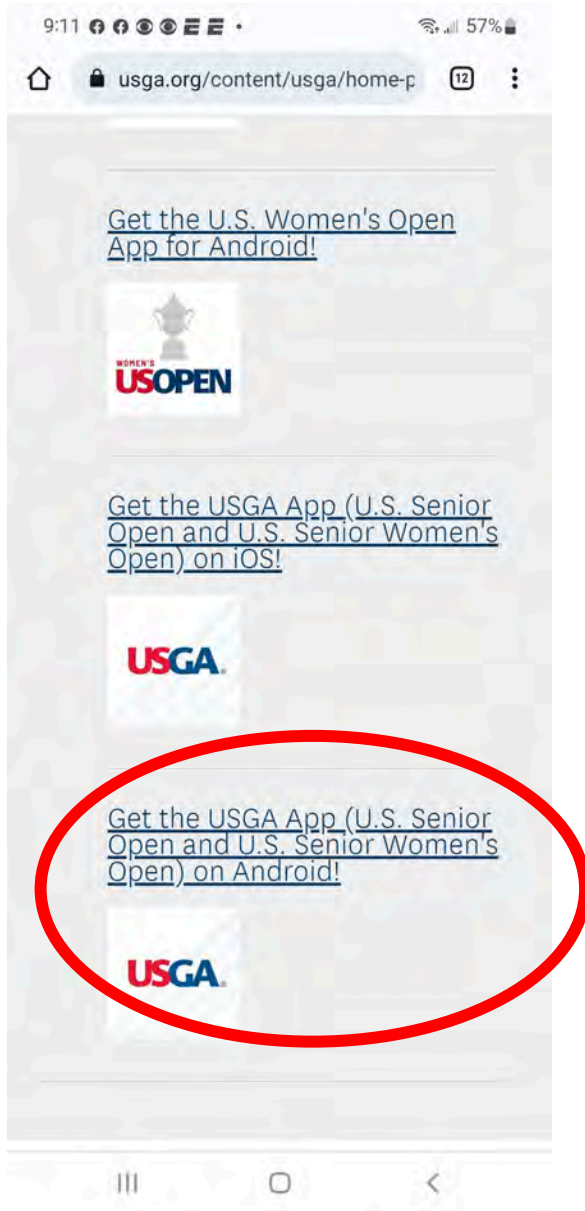 9:11
57%
usga.org/content/usga/home-p
12
Get the U.S. Women's Open
App for Android!
WOMEN'S
USOPEN
Get the USGA App (U.S. Senior
Open and U.S. Senior Women's
Open) on iOS!
USGA.
Get the USGA App (U.S. Senior
Open and U.S. Senior Women's
Open) on Android!
USGA.